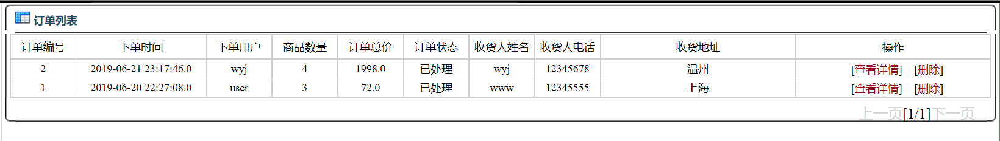 订单列表
订单编号 下单时间 下单用户 商品数量 订单总价 订单状态 收货人姓名 收货人电话 收货地址 操作
2 2019-06-21 23:17:46.0 wyj 4 1998.0 已处理 wyj 12345678 温州 [查看详情] [删除]
1 2019-06-20 22:27:08.0 user 3 72.0 已处理 www 12345555 上海 [查看详情] [删除]
上一页[1/1]下一页